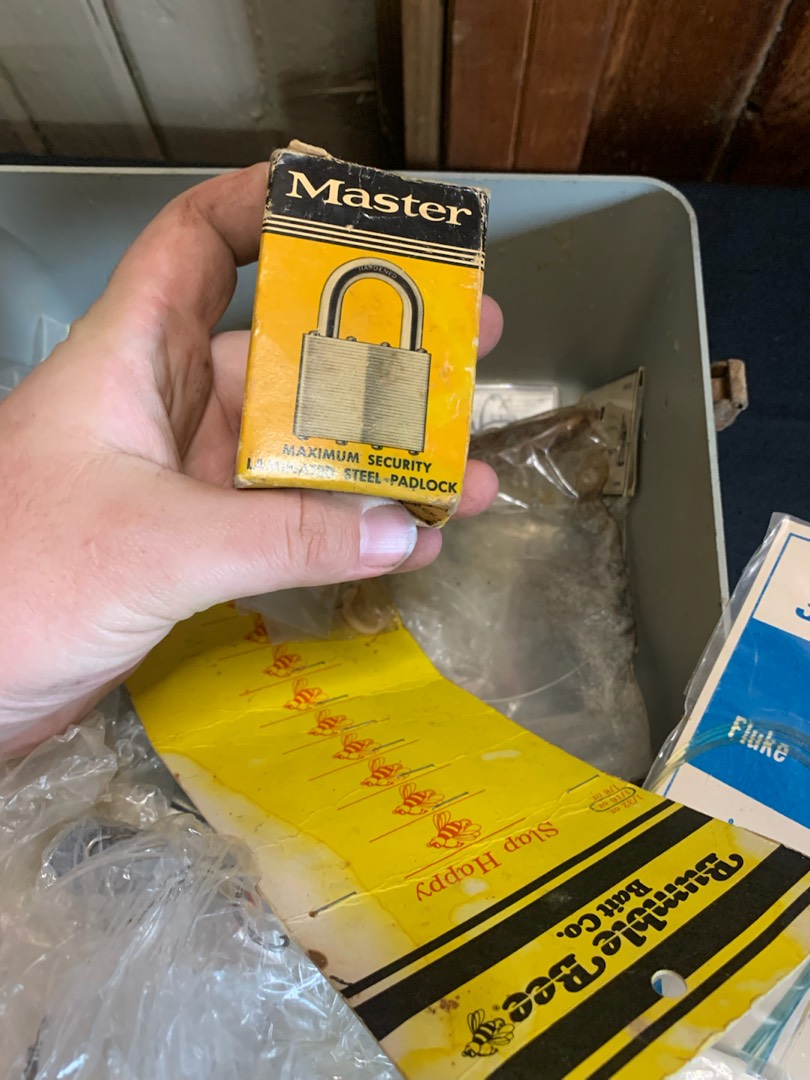 Master
HARDENED
MAXIMUM SECURITY
LAMINATED STEEL PADLOCK
Fluke
Slap Happy
Bumble Bee
Bait Co.